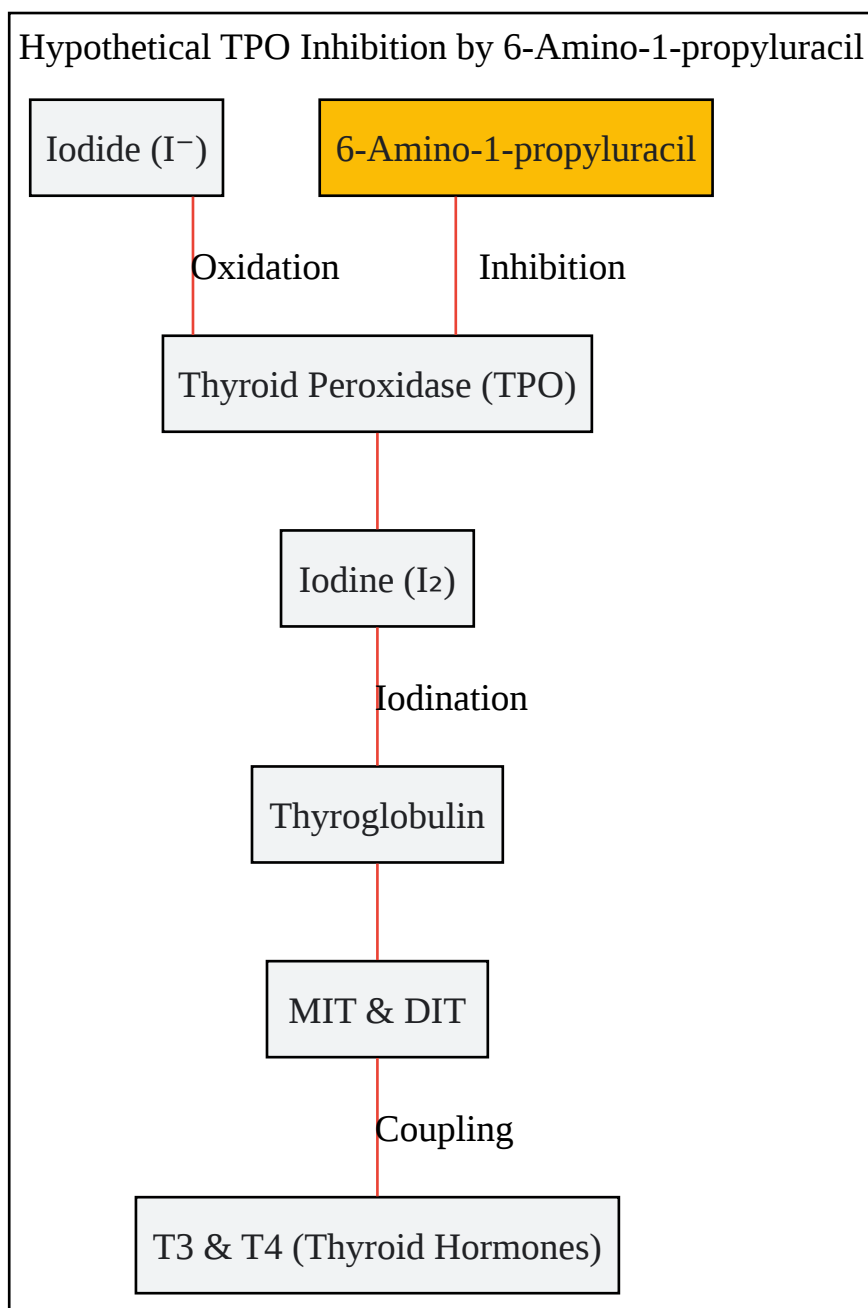 Hypothetical TPO Inhibition by 6-Amino-1-propyluracil
Iodide (I⁻)
6-Amino-1-propyluracil
Oxidation
Inhibition
Thyroid Peroxidase (TPO)
Iodine (I₂)
Iodination
Thyroglobulin
MIT & DIT
Coupling
T3 & T4 (Thyroid Hormones)